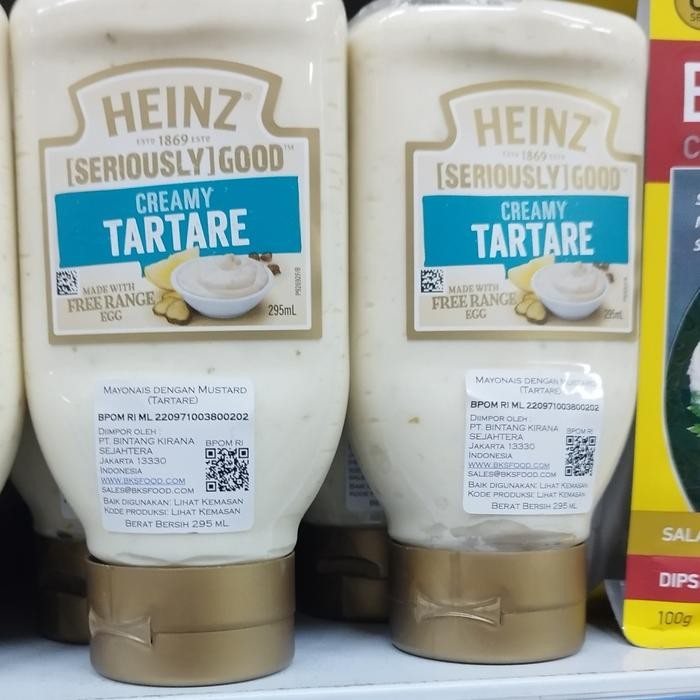 HEINZ®
ESTD 1869 ESTD
[SERIOUSLY] GOOD™
CREAMY
TARTARE
MADE WITH
FREE RANGE
EGG
295mL
MAYONAIS DENGAN MUSTARD
(TARTARE)
BPOM RI ML 220971003800202
DIIMPOR OLEH :
PT. BINTANG KIRANA
SEJAHTERA
JAKARTA 13330
INDONESIA
WWW.BKSFOOD.COM
SALES@BKSFOOD.COM
BPOM RI
BAIK DIGUNAKAN: LIHAT KEMASAN
KODE PRODUKSI: LIHAT KEMASAN
BERAT BERSIH 295 ML
HEINZ®
ESTD 1869 ESTD
[SERIOUSLY] GOOD™
CREAMY
TARTARE
MADE WITH
FREE RANGE
EGG
295mL
MAYONAIS DENGAN MUSTARD
(TARTARE)
BPOM RI ML 220971003800202
DIIMPOR OLEH :
PT. BINTANG KIRANA
SEJAHTERA
JAKARTA 13330
INDONESIA
WWW.BKSFOOD.COM
SALES@BKSFOOD.COM
BPOM RI
BAIK DIGUNAKAN: LIHAT KEMASAN
KODE PRODUKSI: LIHAT KEMASAN
BERAT BERSIH 295 ML
SALA
DIPS
100g